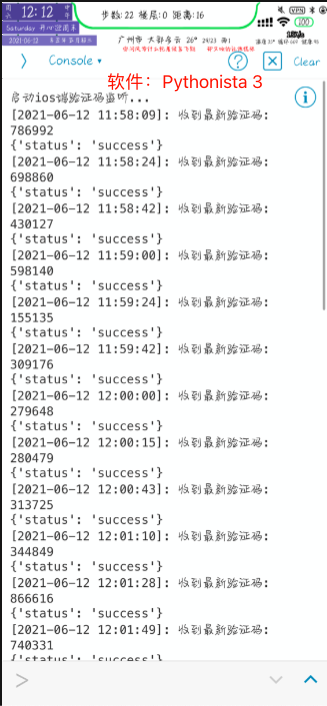 周六
12:12
中午
步数: 22 楼层:0 距离:16
VPN
100
Saturday
2021-06-12
广州市 大部多云 26°
Console
?
Clear
软件：Pythonista 3
启动ios端验证码监听...
[2021-06-12 11:58:09]: 收到最新验证码:
786992
{'status': 'success'}
[2021-06-12 11:58:24]: 收到最新验证码:
698860
{'status': 'success'}
[2021-06-12 11:58:42]: 收到最新验证码:
430127
{'status': 'success'}
[2021-06-12 11:59:00]: 收到最新验证码:
598140
{'status': 'success'}
[2021-06-12 11:59:24]: 收到最新验证码:
155135
{'status': 'success'}
[2021-06-12 11:59:42]: 收到最新验证码:
309176
{'status': 'success'}
[2021-06-12 12:00:00]: 收到最新验证码:
279648
{'status': 'success'}
[2021-06-12 12:00:15]: 收到最新验证码:
280479
{'status': 'success'}
[2021-06-12 12:00:43]: 收到最新验证码:
313725
{'status': 'success'}
[2021-06-12 12:01:10]: 收到最新验证码:
344849
{'status': 'success'}
[2021-06-12 12:01:28]: 收到最新验证码:
866616
{'status': 'success'}
[2021-06-12 12:01:49]: 收到最新验证码:
740331
{'status': 'success'}
>